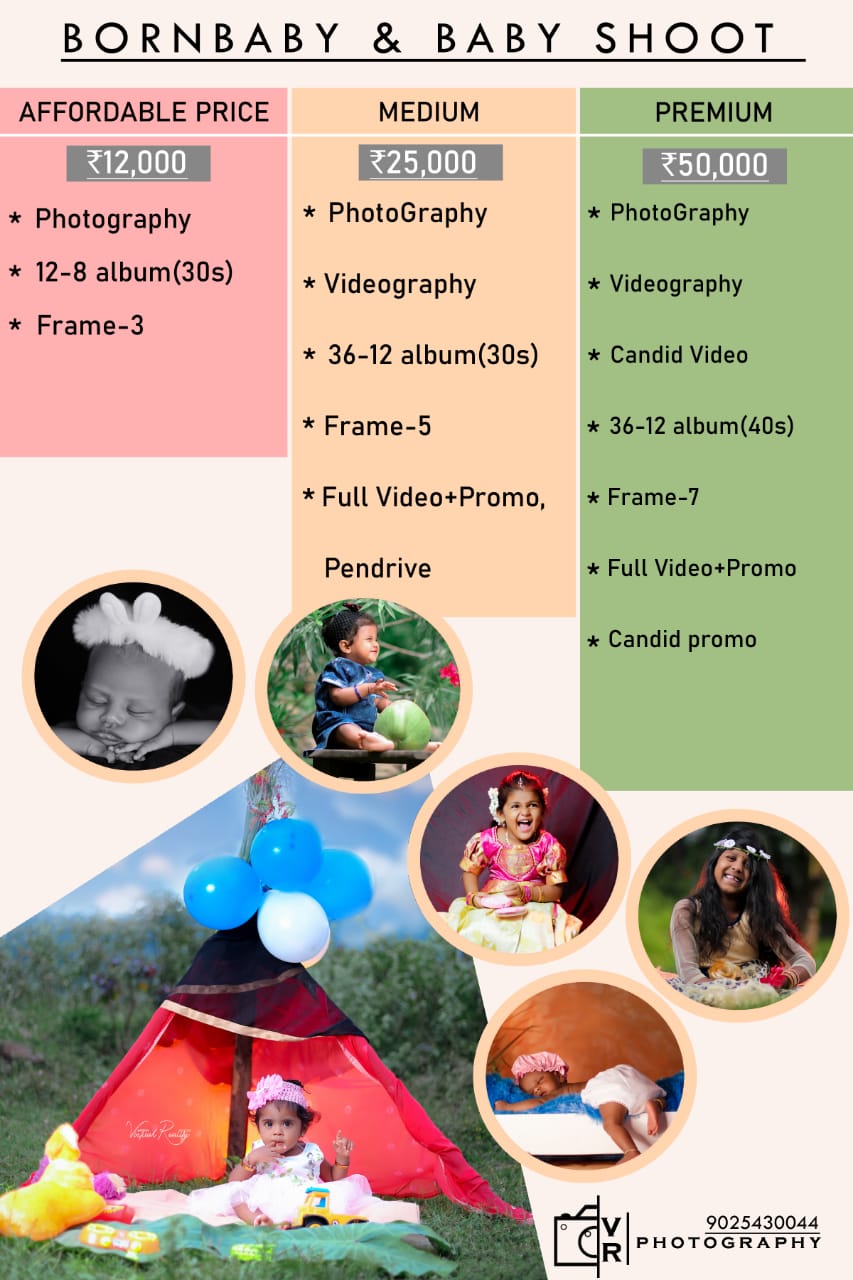 BORNBABY & BABY SHOOT
AFFORDABLE PRICE
₹12,000
* Photography
* 12-8 album(30s)
* Frame-3
MEDIUM
₹25,000
* PhotoGraphy
* Videography
* 36-12 album(30s)
* Frame-5
* Full Video+Promo,
Pendrive
PREMIUM
₹50,000
* PhotoGraphy
* Videography
* Candid Video
* 36-12 album(40s)
* Frame-7
* Full Video+Promo
* Candid promo
Virtual Reality
VR
9025430044
PHOTOGRAPHY